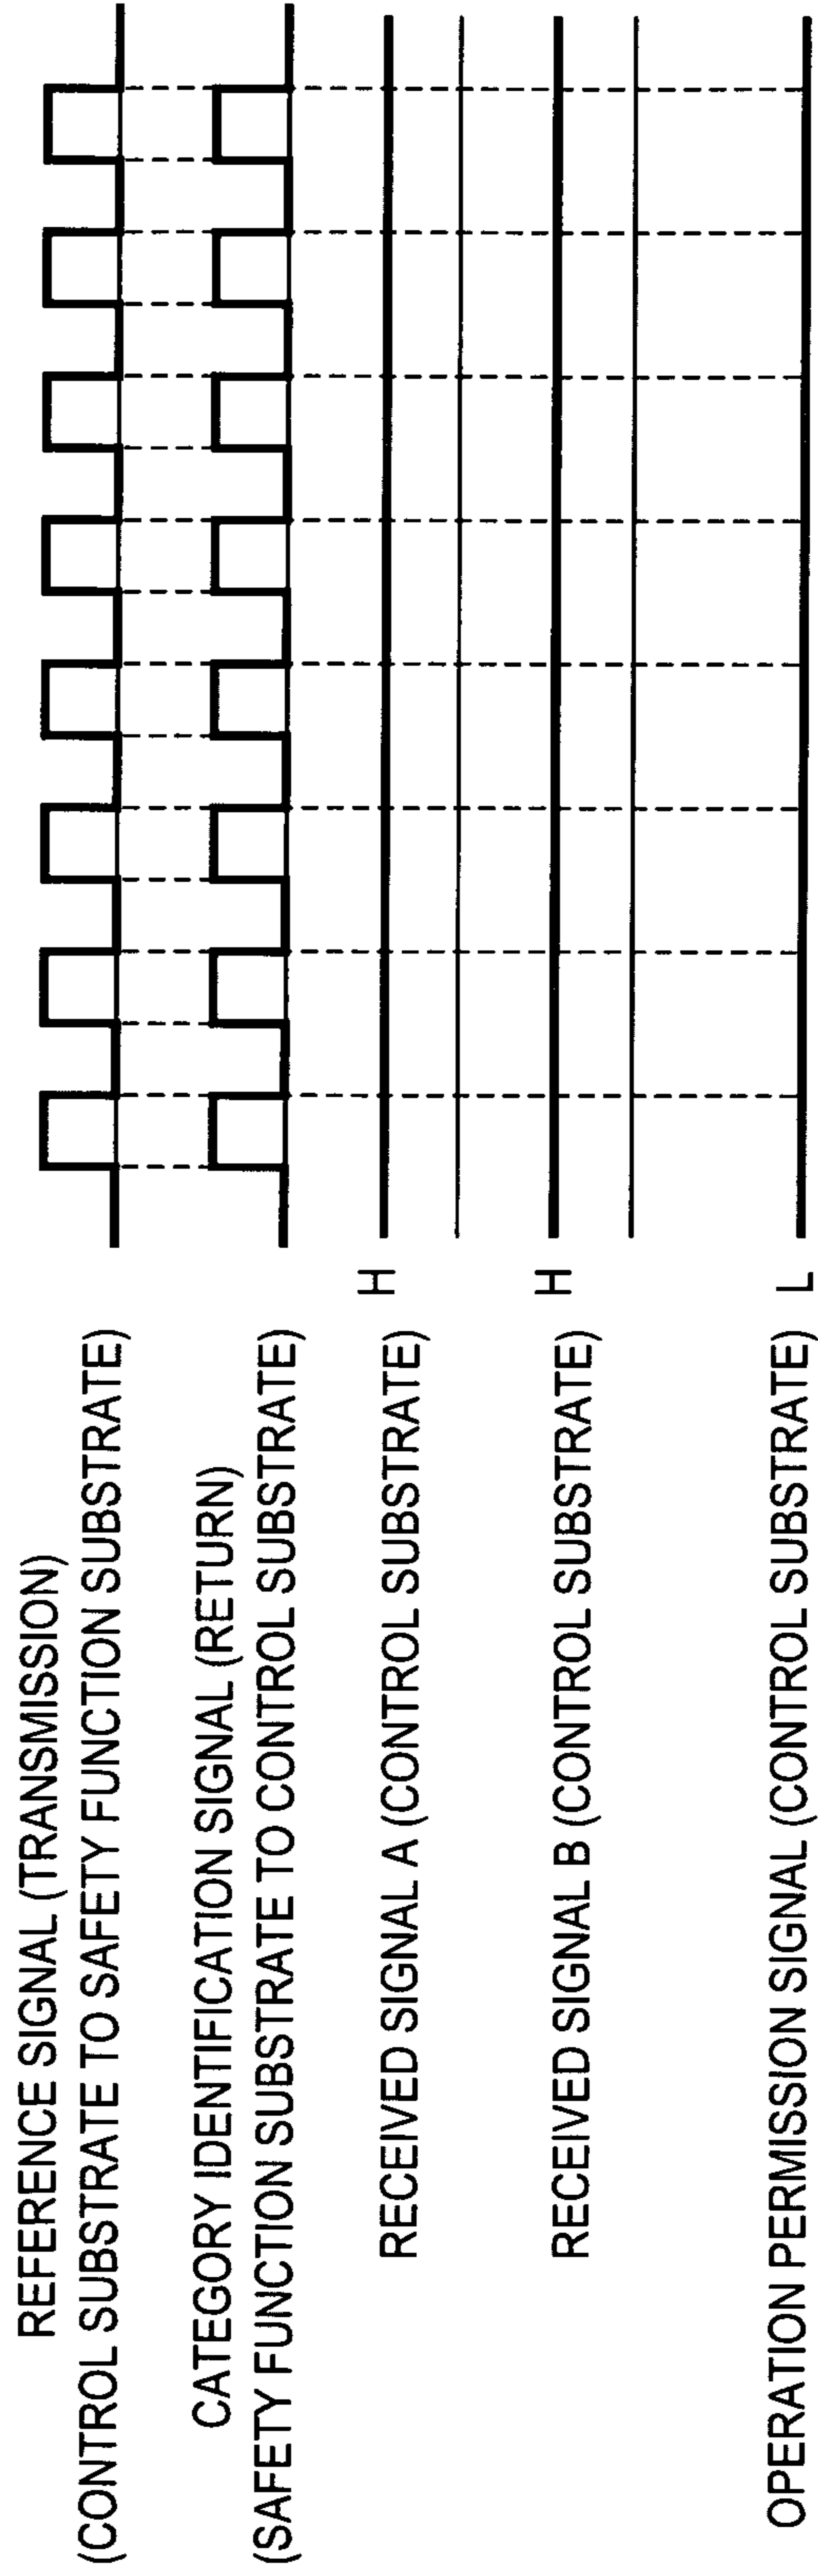 REFERENCE SIGNAL (TRANSMISSION)
(CONTROL SUBSTRATE TO SAFETY FUNCTION SUBSTRATE)
CATEGORY IDENTIFICATION SIGNAL (RETURN)
(SAFETY FUNCTION SUBSTRATE TO CONTROL SUBSTRATE)
RECEIVED SIGNAL A (CONTROL SUBSTRATE) H
RECEIVED SIGNAL B (CONTROL SUBSTRATE) H
OPERATION PERMISSION SIGNAL (CONTROL SUBSTRATE) L